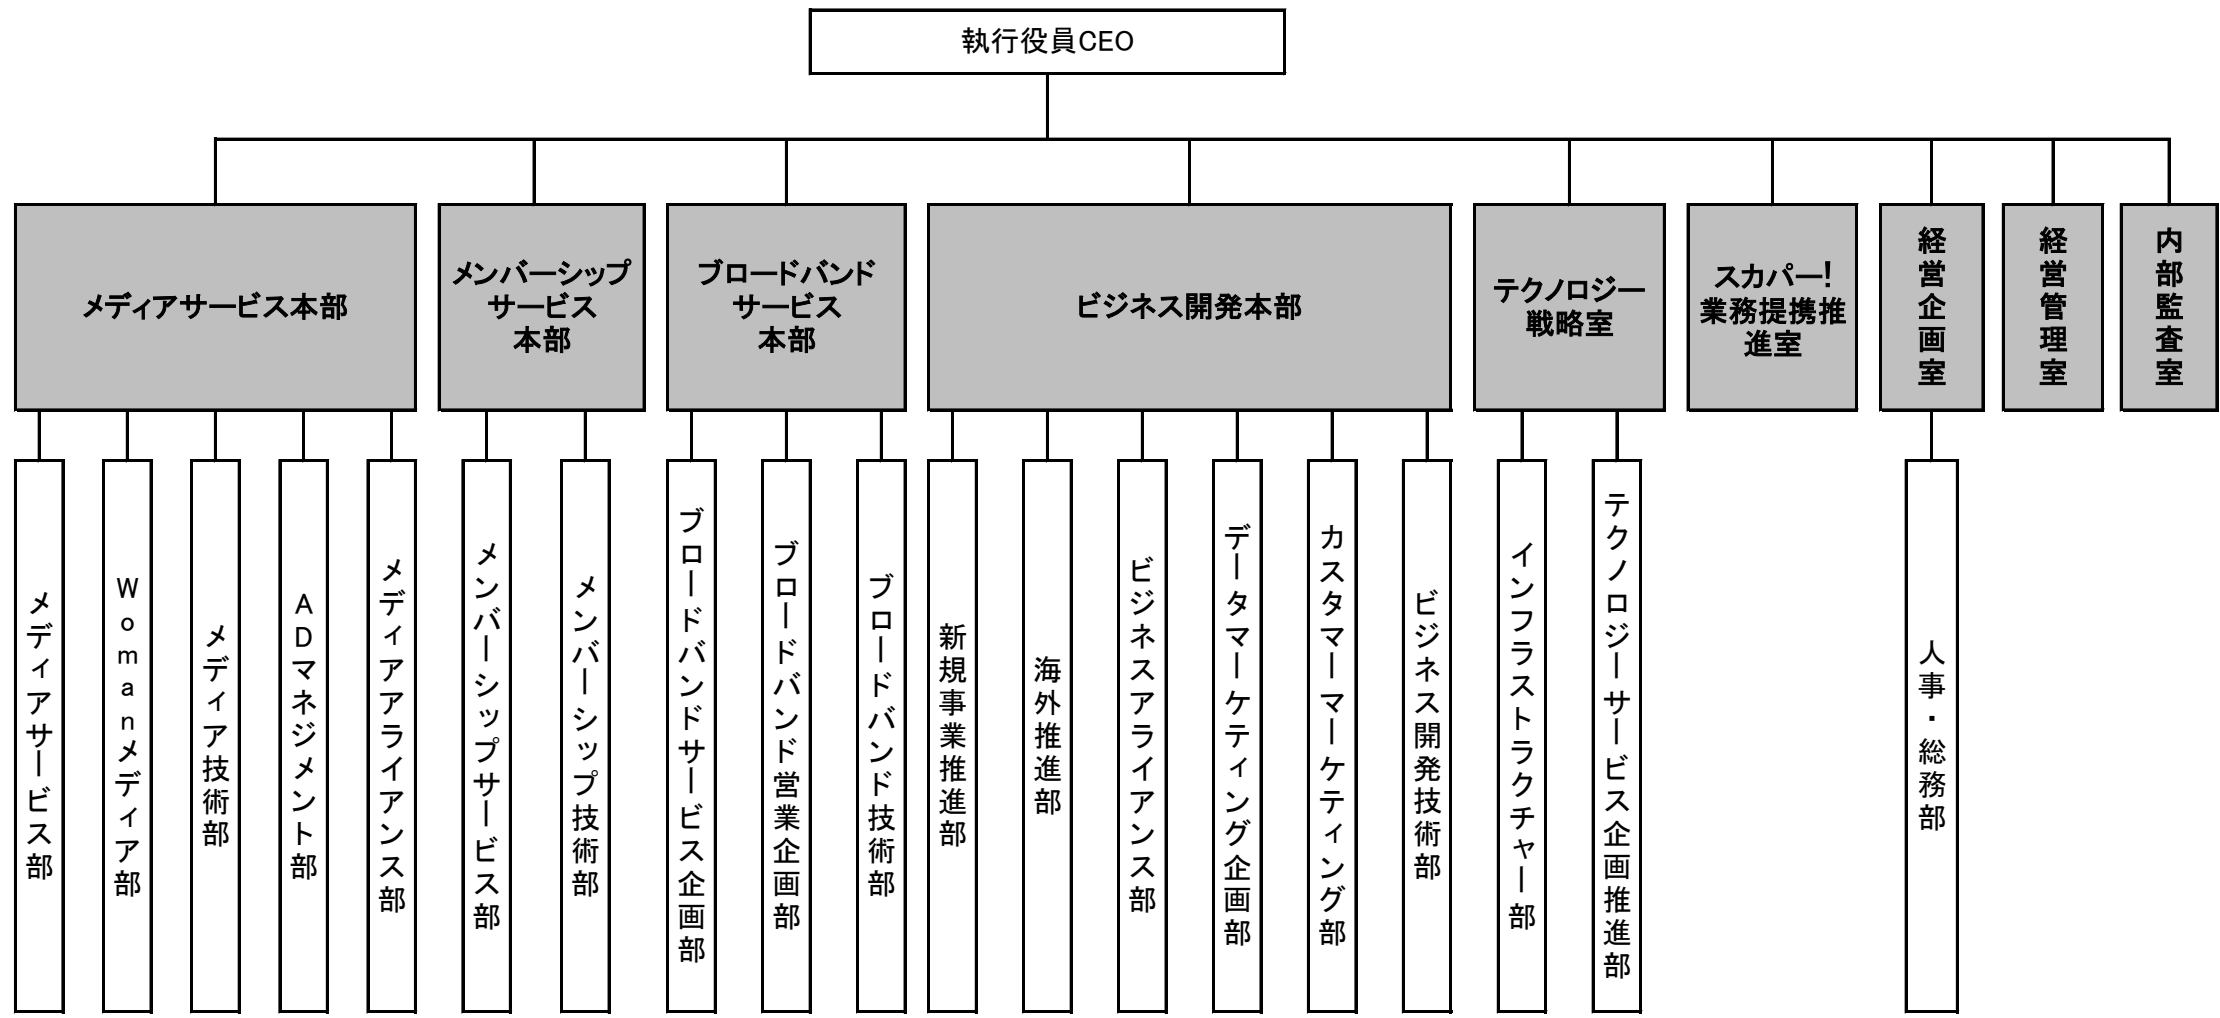 執行役員CEO
メディアサービス本部
メンバーシップ
サービス
本部
ブロードバンド
サービス
本部
ビジネス開発本部
テクノロジー
戦略室
スカパー!
業務提携推
進室
経営企画室
経営管理室
内部監査室
メディアサービス部
Womanメディア部
メディア技術部
ADマネジメント部
メディアアライアンス部
メンバーシップサービス部
メンバーシップ技術部
ブロードバンドサービス企画部
ブロードバンド営業企画部
ブロードバンド技術部
新規事業推進部
海外推進部
ビジネスアライアンス部
データマーケティング企画部
カスタマーマーケティング部
ビジネス開発技術部
インフラストラクチャー部
テクノロジーサービス企画推進部
人事・総務部